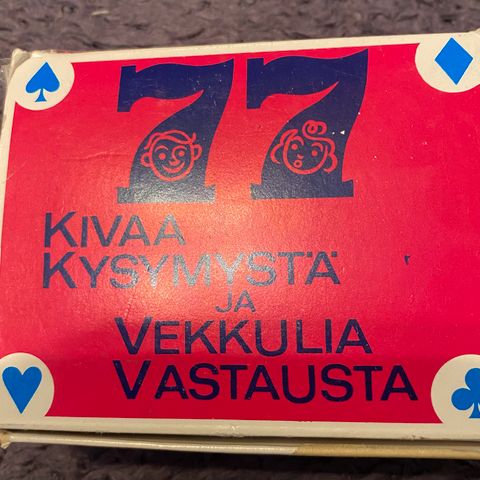 77
KIVAA
KYSYMYSTÄ
JA
VEKKULIA
VASTAUSTA